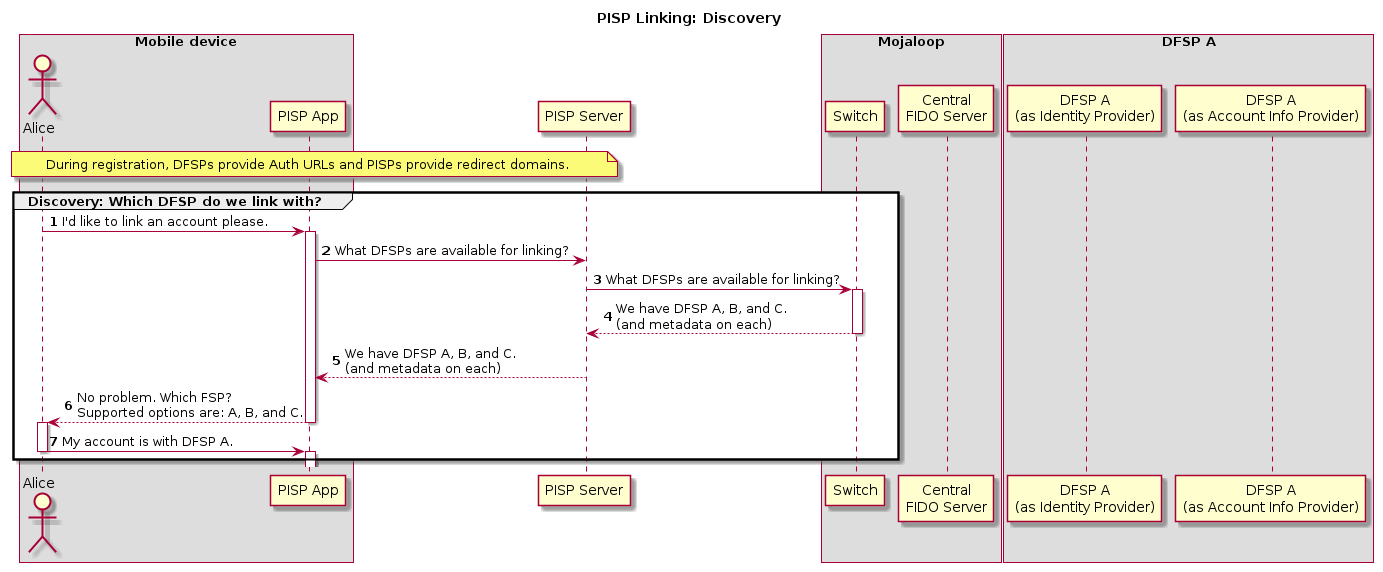 PISP Linking: Discovery
Mobile device
Mojaloop
DFSP A
Alice
PISP App
PISP Server
Switch
Central
FIDO Server
DFSP A
(as Identity Provider)
DFSP A
(as Account Info Provider)
During registration, DFSPs provide Auth URLs and PISPs provide redirect domains.
Discovery: Which DFSP do we link with?
1 I'd like to link an account please.
2 What DFSPs are available for linking?
3 What DFSPs are available for linking?
4 We have DFSP A, B, and C.
(and metadata on each)
5 We have DFSP A, B, and C.
(and metadata on each)
6 No problem. Which FSP?
Supported options are: A, B, and C.
7 My account is with DFSP A.
Alice
PISP App
PISP Server
Switch
Central
FIDO Server
DFSP A
(as Identity Provider)
DFSP A
(as Account Info Provider)